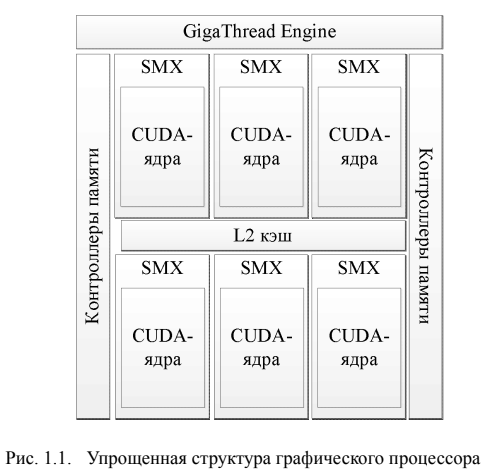 GigaThread Engine
SMX
SMX
SMX
CUDA-
ядра
CUDA-
ядра
CUDA-
ядра
Контроллеры памяти
Контроллеры памяти
L2 кэш
SMX
SMX
SMX
CUDA-
ядра
CUDA-
ядра
CUDA-
ядра
Рис. 1.1. Упрощенная структура графического процессора